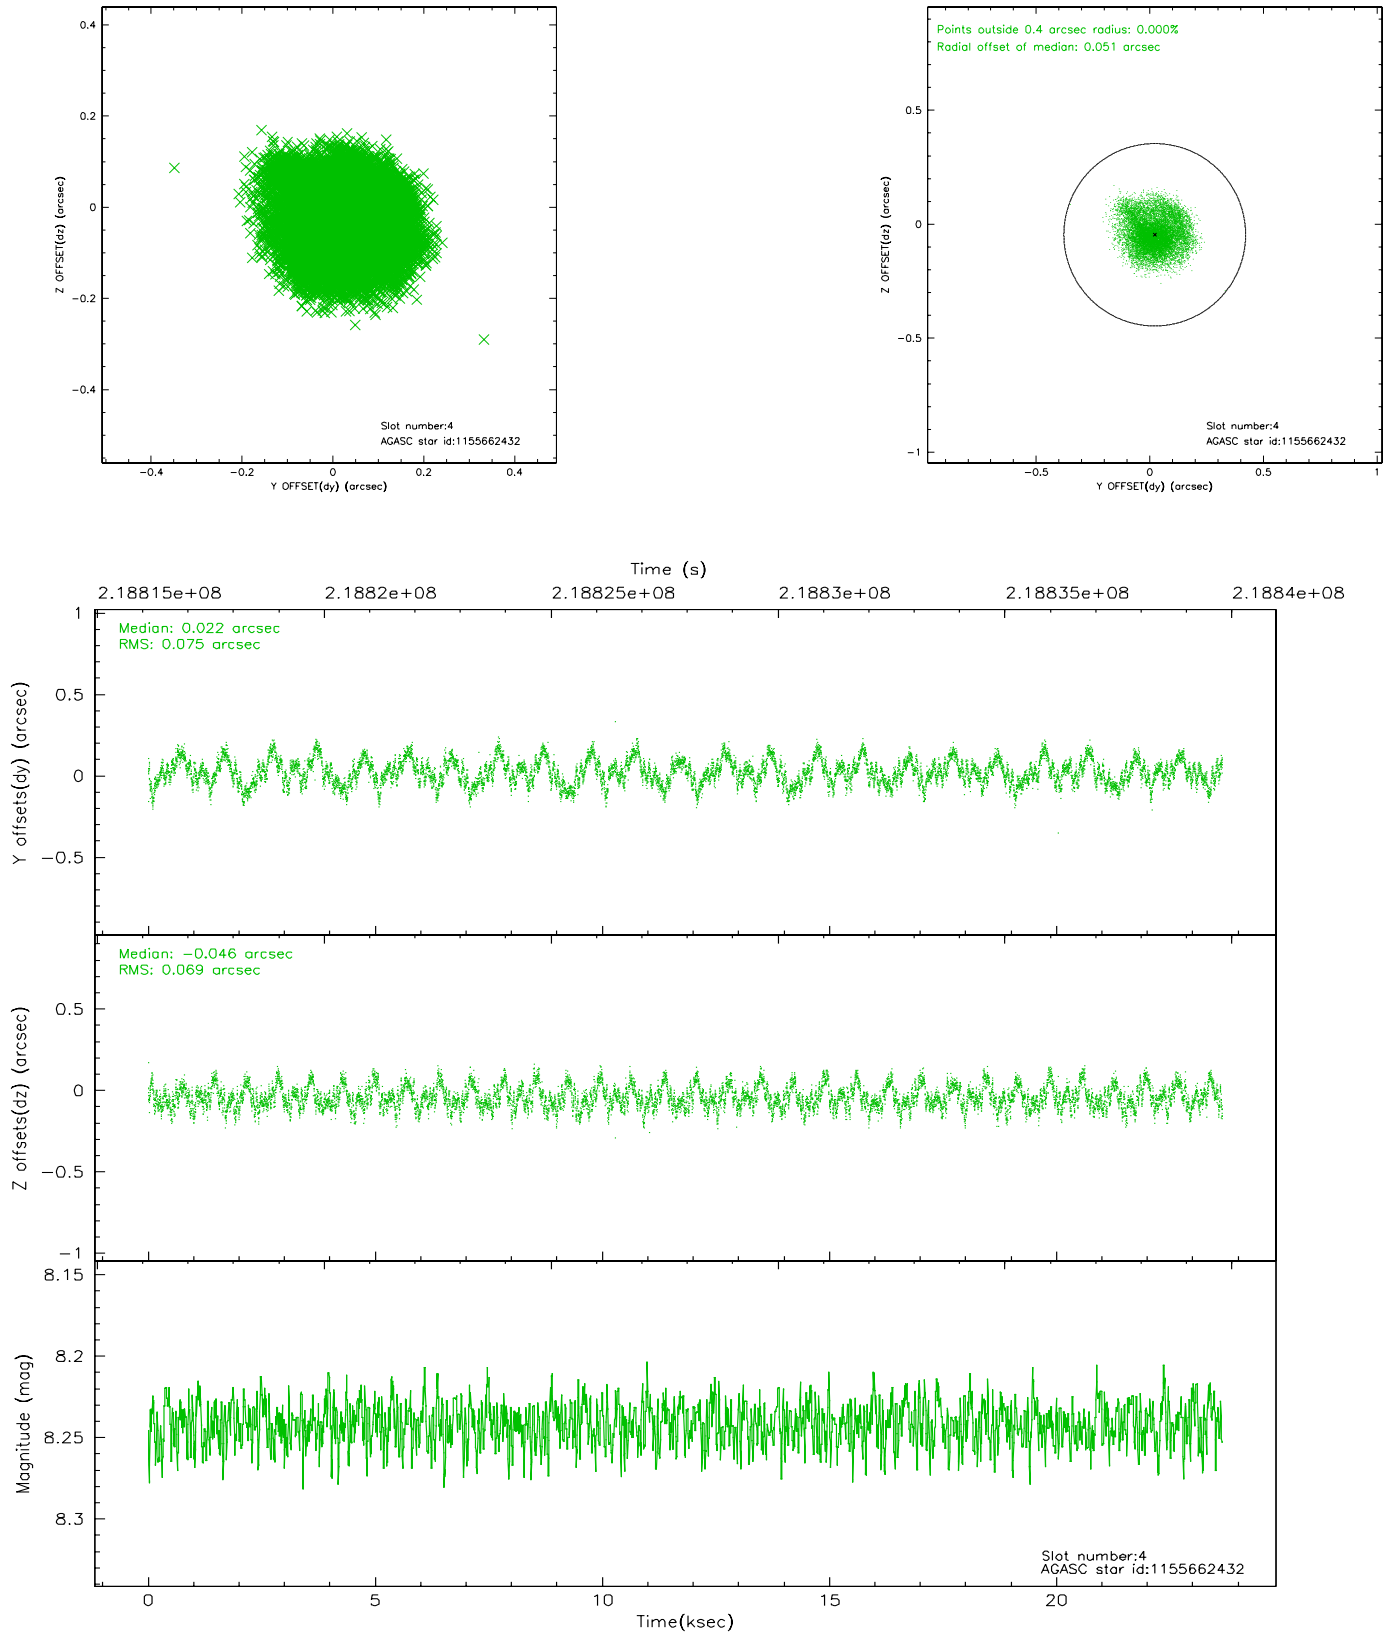 0.4
0.2
0
−0.2
−0.4
Z OFFSET(dz) (arcsec)
Slot number:4
AGASC star id:1155662432
−0.4 −0.2 0 0.2 0.4
Y OFFSET(dy) (arcsec)
Points outside 0.4 arcsec radius: 0.000%
Radial offset of median: 0.051 arcsec
0.5
0
−0.5
−1
Z OFFSET(dz) (arcsec)
Slot number:4
AGASC star id:1155662432
−0.5 0 0.5 1
Y OFFSET(dy) (arcsec)
Time (s)
2.18815e+08 2.1882e+08 2.18825e+08 2.1883e+08 2.18835e+08 2.1884e+08
Median: 0.022 arcsec
RMS: 0.075 arcsec
1
0.5
0
−0.5
Y offsets(dy) (arcsec)
Median: −0.046 arcsec
RMS: 0.069 arcsec
0.5
0
−0.5
−1
Z offsets(dz) (arcsec)
8.15
8.2
8.25
8.3
Magnitude (mag)
Slot number:4
AGASC star id:1155662432
0 5 10 15 20
Time(ksec)